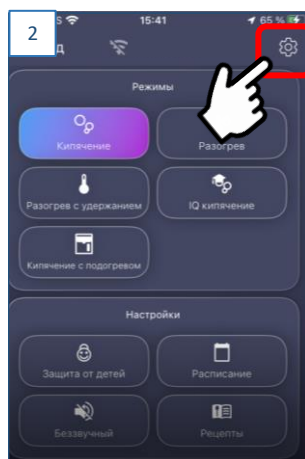 2
15:41
65 %
Режимы
Кипячение
Разогрев
Разогрев с удержанием
IQ кипячение
Кипячение с подогревом
Настройки
Защита от детей
Расписание
Беззвучный
Рецепты